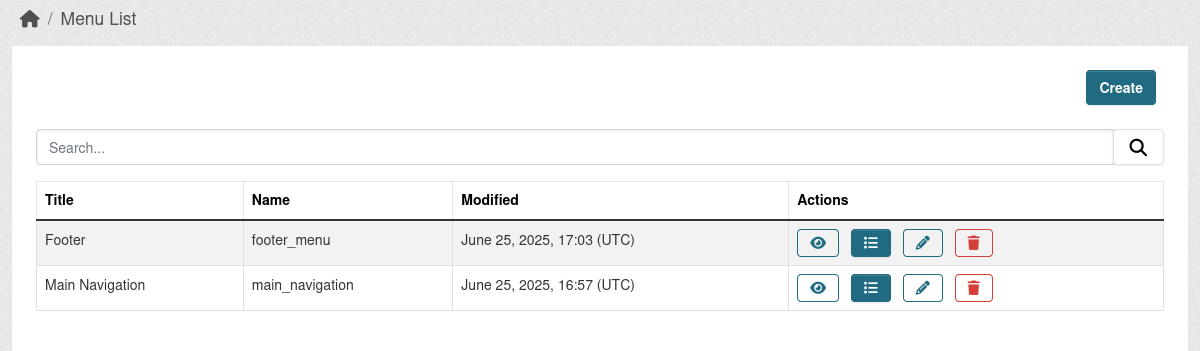 / Menu List
Create
Search...
Title Name Modified Actions
Footer footer_menu June 25, 2025, 17:03 (UTC)
Main Navigation main_navigation June 25, 2025, 16:57 (UTC)